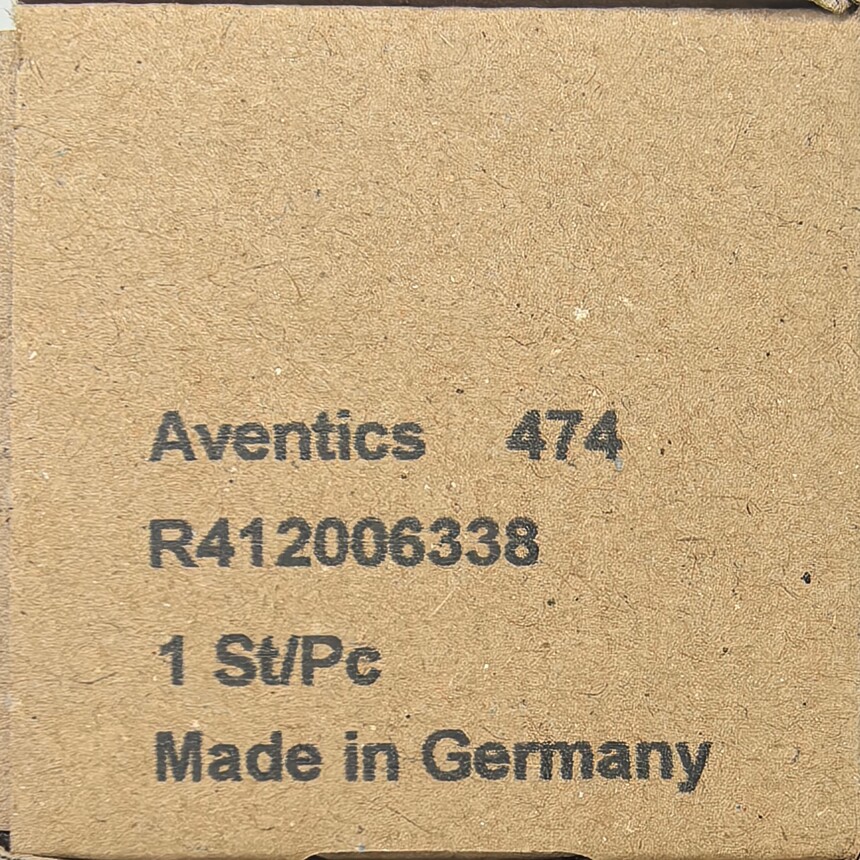 Aventics 474
R412006338
1 St/Pc
Made in Germany